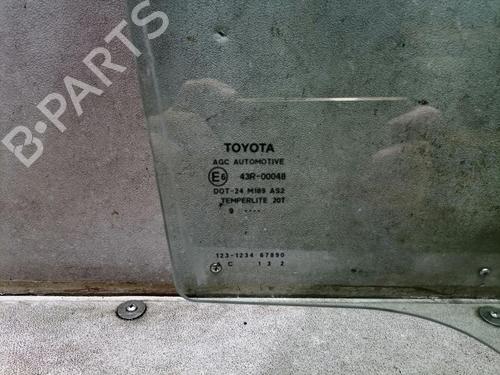 B-PARTS
TOYOTA
AGC AUTOMOTIVE
E6 43R-00048
DOT-24 M189 AS2
TEMPERLITE 20T
9 ....
123-1234 67890
A C 1 3 2